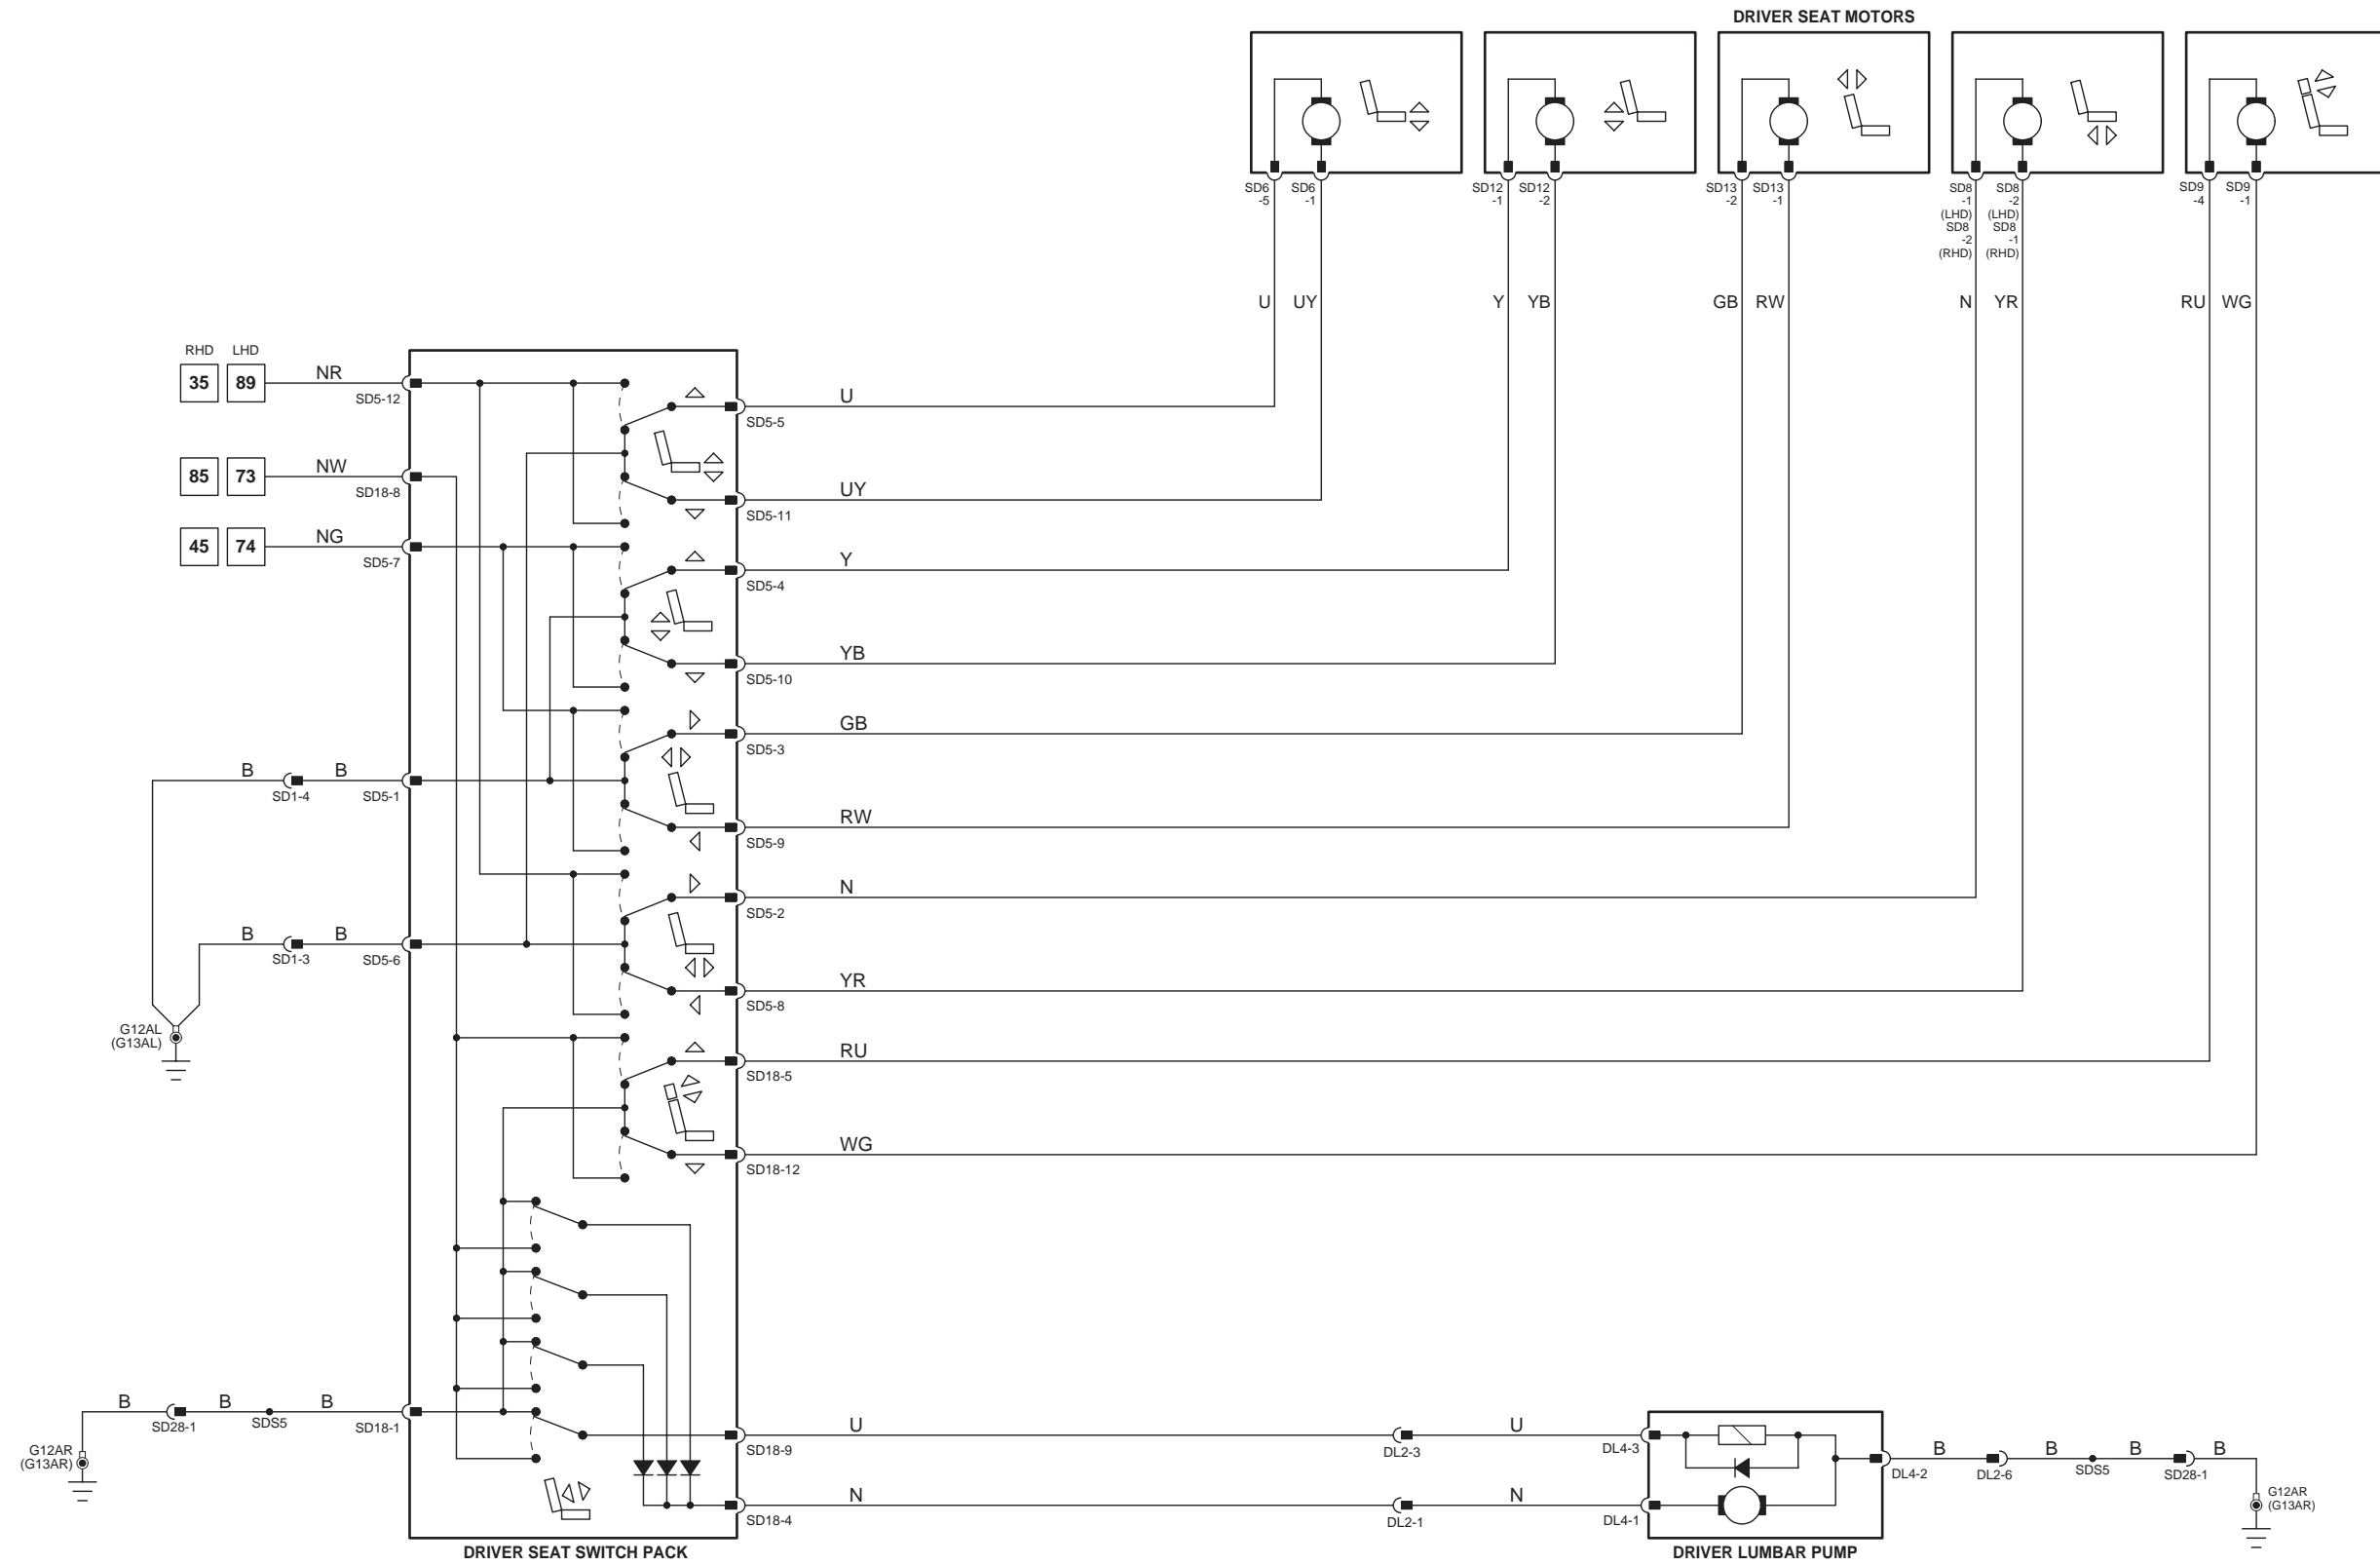 DRIVER SEAT MOTORS
SD6 SD6 SD12 SD12 SD13 SD13 SD8 SD8 SD9 SD9
-5 -1 -1 -2 -2 -1 -1 -2 -4 -1
(LHD) (LHD)
SD8 SD8
-2 -1
(RHD) (RHD)
U UY Y YB GB RW N YR RU WG
RHD LHD
35 89 NR
SD5-12
U
SD5-5
85 73 NW
SD18-8
UY
SD5-11
45 74 NG
SD5-7
Y
SD5-4
YB
SD5-10
GB
SD5-3
B B
SD1-4 SD5-1
RW
SD5-9
N
SD5-2
B B
SD1-3 SD5-6
YR
SD5-8
G12AL
(G13AL)
RU
SD18-5
WG
SD18-12
B B B
SD28-1 SDS5 SD18-1
G12AR
(G13AR)
U U
SD18-9 DL2-3 DL4-3
B B B B
DL4-2 DL2-6 SDS5 SD28-1
N N
SD18-4 DL2-1 DL4-1
G12AR
(G13AR)
DRIVER SEAT SWITCH PACK
DRIVER LUMBAR PUMP